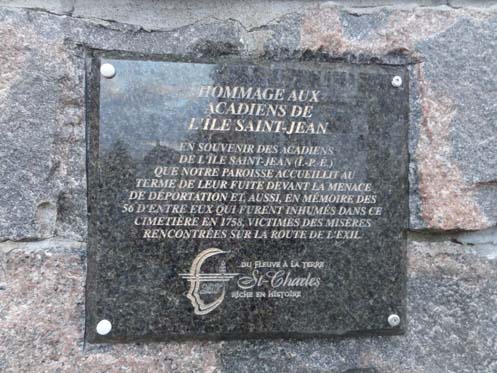 HOMMAGE AUX
ACADIENS DE
L'ÎLE SAINT-JEAN
EN SOUVENIR DES ACADIENS
DE L'ILE SAINT-JEAN (Î.-P.-É.)
QUE NOTRE PAROISSE ACCUEILLIT AU
TERME DE LEUR FUITE DEVANT LA MENACE
DE DÉPORTATION ET, AUSSI, EN MÉMOIRE DES
56 D'ENTRE EUX QUI FURENT INHUMÉS DANS CE
CIMETIÈRE EN 1758, VICTIMES DES MISÈRES
RENCONTRÉES SUR LA ROUTE DE L'EXIL.
DU FLEUVE À LA TERRE
St-Charles
RICHE EN HISTOIRE